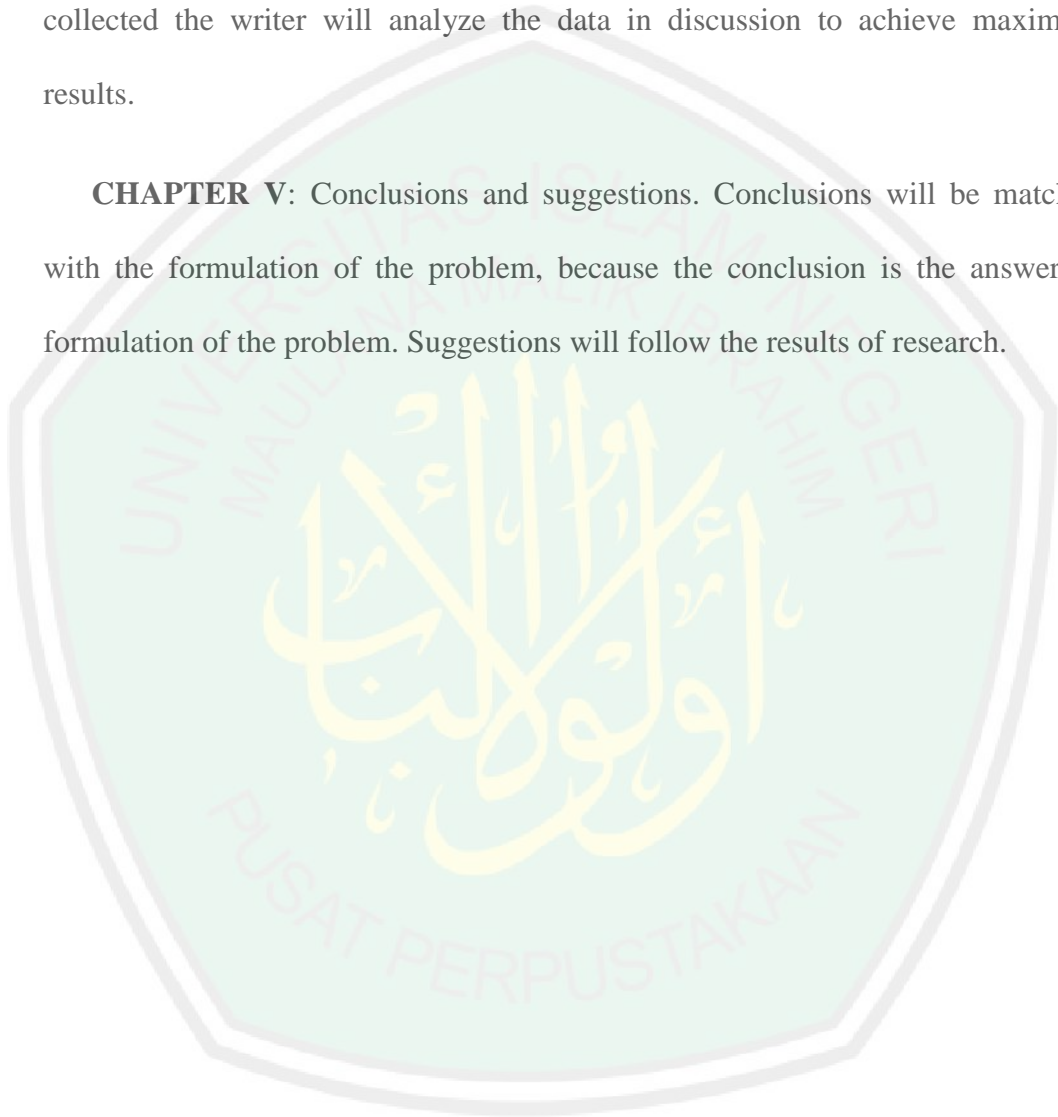 collected the writer will analyze the data in discussion to achieve maxim
results.
CHAPTER V: Conclusions and suggestions. Conclusions will be matc
with the formulation of the problem, because the conclusion is the answer
formulation of the problem. Suggestions will follow the results of research.
UNIVERSITAS ISLAM NEGERI
MAULANA MALIK IBRAHIM
أولوا الألباب
PUSAT PERPUSTAKAAN